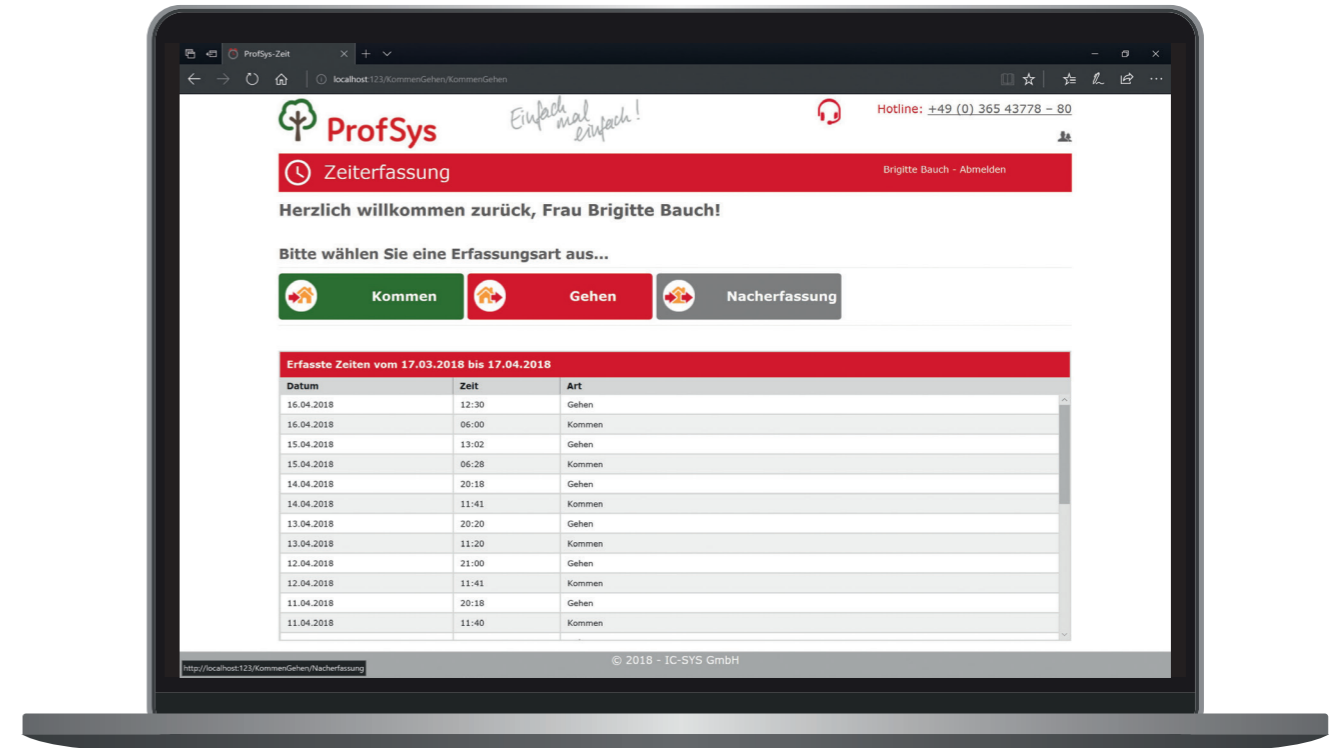 ProfSys-Zeit
localhost:123/KommenGehen/KommenGehen
ProfSys
Einfach mal einfach!
Hotline: +49 (0) 365 43778 – 80
Zeiterfassung
Brigitte Bauch - Abmelden
Herzlich willkommen zurück, Frau Brigitte Bauch!
Bitte wählen Sie eine Erfassungsart aus...
Kommen Gehen Nacherfassung
Erfasste Zeiten vom 17.03.2018 bis 17.04.2018
Datum Zeit Art
16.04.2018 12:30 Gehen
16.04.2018 06:00 Kommen
15.04.2018 13:02 Gehen
15.04.2018 06:28 Kommen
14.04.2018 20:18 Gehen
14.04.2018 11:41 Kommen
13.04.2018 20:20 Gehen
13.04.2018 11:20 Kommen
12.04.2018 21:00 Gehen
12.04.2018 11:41 Kommen
11.04.2018 20:18 Gehen
11.04.2018 11:40 Kommen
© 2018 - IC-SYS GmbH
http://localhost:123/KommenGehen/Nacherfassung